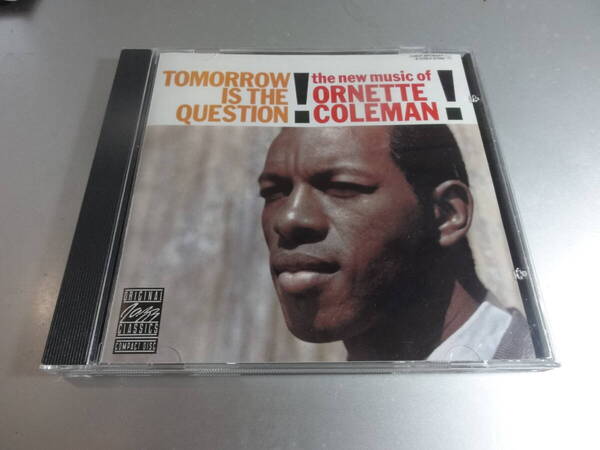 TOMORROW
IS THE
QUESTION!
the new music of
ORNETTE
COLEMAN!
ORIGINAL
Jazz
CLASSICS
COMPACT DISC